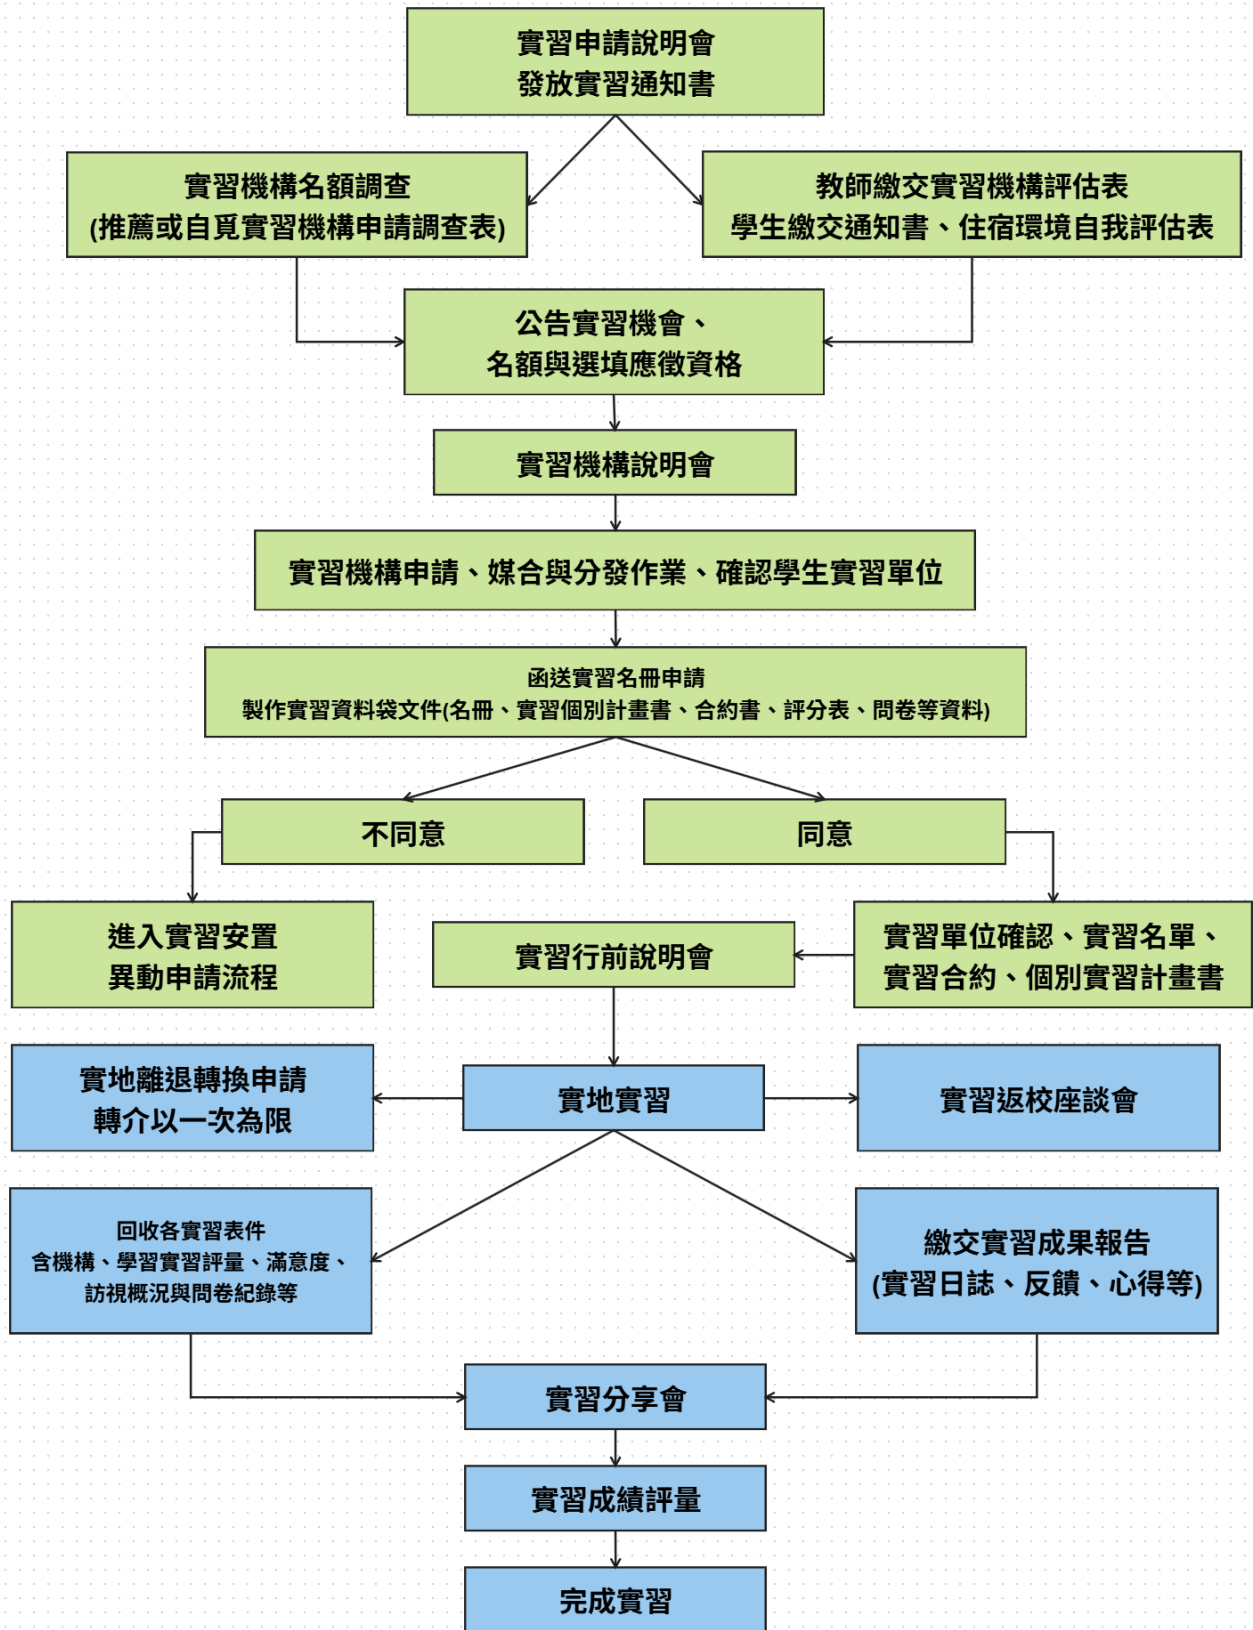 實習申請說明會
發放實習通知書
實習機構名額調查
(推薦或自覓實習機構申請調查表)
教師繳交實習機構評估表
學生繳交通知書、住宿環境自我評估表
公告實習機會、
名額與選填應徵資格
實習機構說明會
實習機構申請、媒合與分發作業、確認學生實習單位
函送實習名冊申請
製作實習資料袋文件(名冊、實習個別計畫書、合約書、評分表、問卷等資料)
不同意
同意
進入實習安置
異動申請流程
實習行前說明會
實習單位確認、實習名單、
實習合約、個別實習計畫書
實地離退轉換申請
轉介以一次為限
實地實習
實習返校座談會
回收各實習表件
含機構、學習實習評量、滿意度、
訪視概況與問卷紀錄等
繳交實習成果報告
(實習日誌、反饋、心得等)
實習分享會
實習成績評量
完成實習